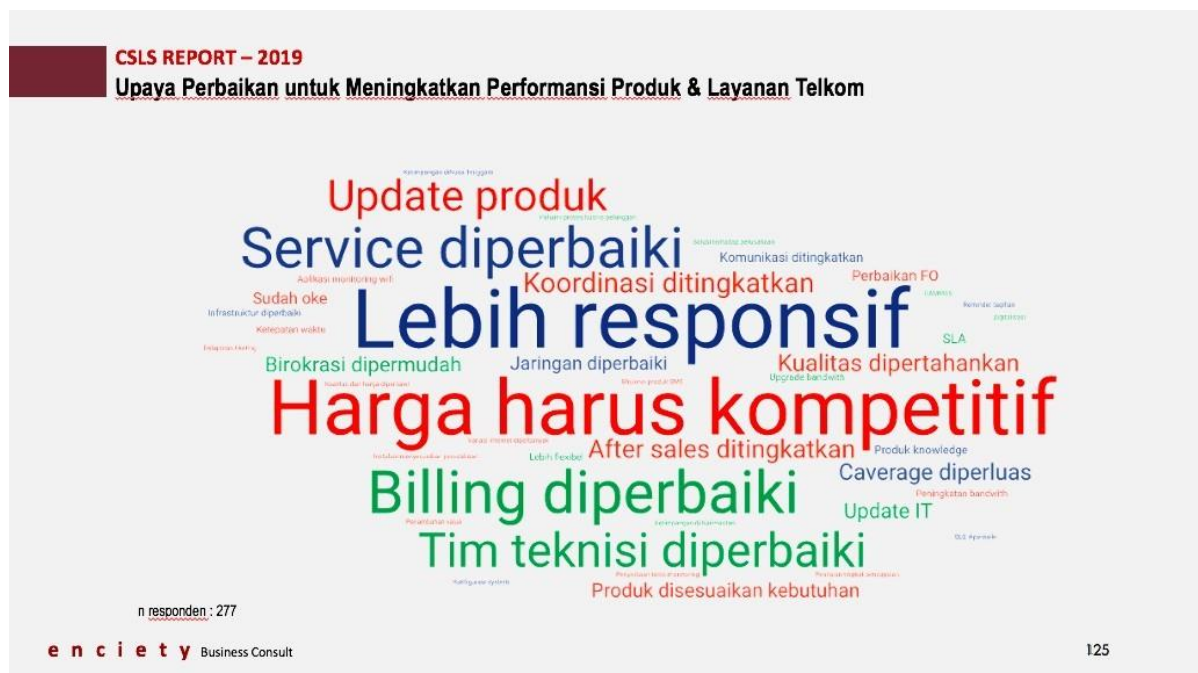 CSLS REPORT – 2019
Upaya Perbaikan untuk Meningkatkan Performansi Produk & Layanan Telkom
Update produk
Service diperbaiki
Komunikasi ditingkatkan
Aplikasi monitoring wifi
Koordinasi ditingkatkan
Perbaikan FO
Sudah oke
Lebih responsif
Infrastruktur diperbaiki
Ketepatan waktu
SLA
Birokrasi dipermudah
Jaringan diperbaiki
Kualitas dipertahankan
Upgrade bandwith
Harga harus kompetitif
After sales ditingkatkan
Produk knowledge
Lebih flexibel
Caverage diperluas
Billing diperbaiki
Peningkatan bandwith
Update IT
Tim teknisi diperbaiki
Produk disesuaikan kebutuhan
n responden : 277
enciety Business Consult
125